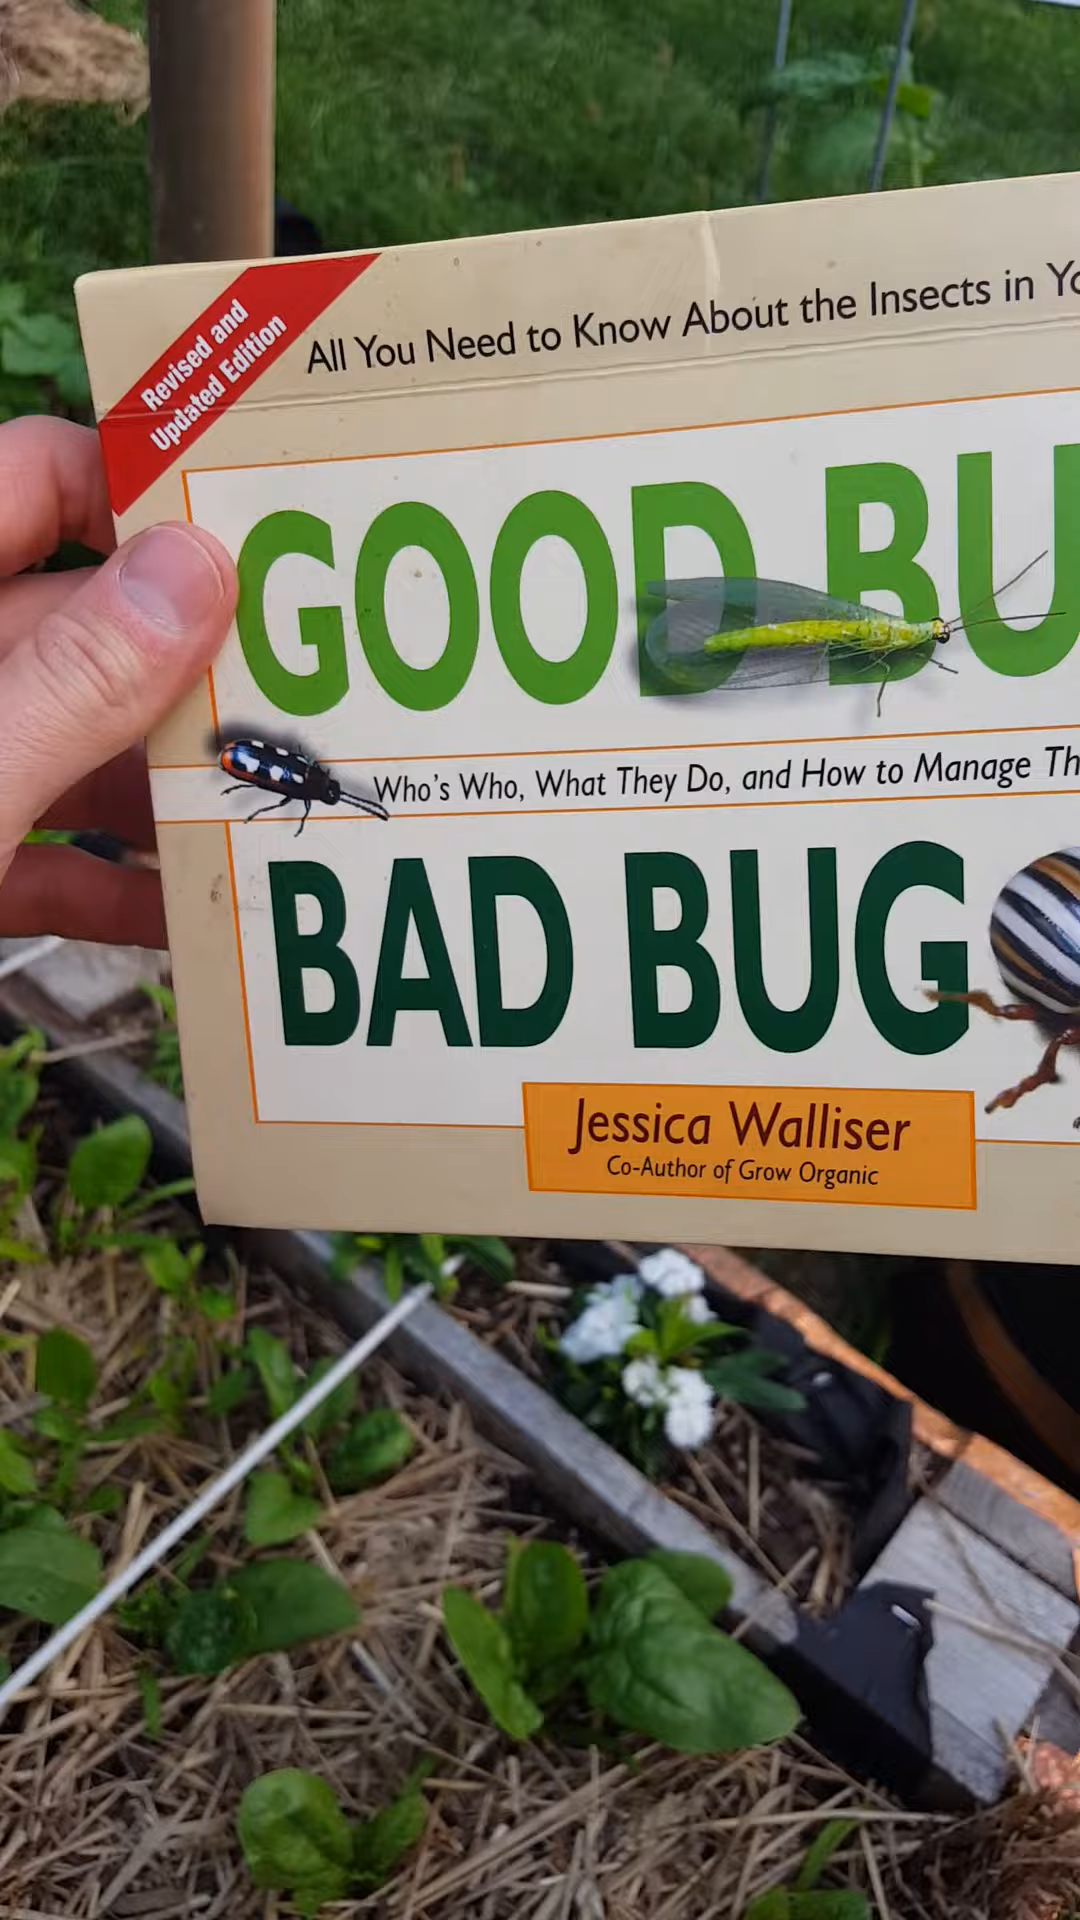 Revised and
Updated Edition
All You Need to Know About the Insects in Yo
GOOD BU
Who's Who, What They Do, and How to Manage Th
BAD BUG
Jessica Walliser
Co-Author of Grow Organic